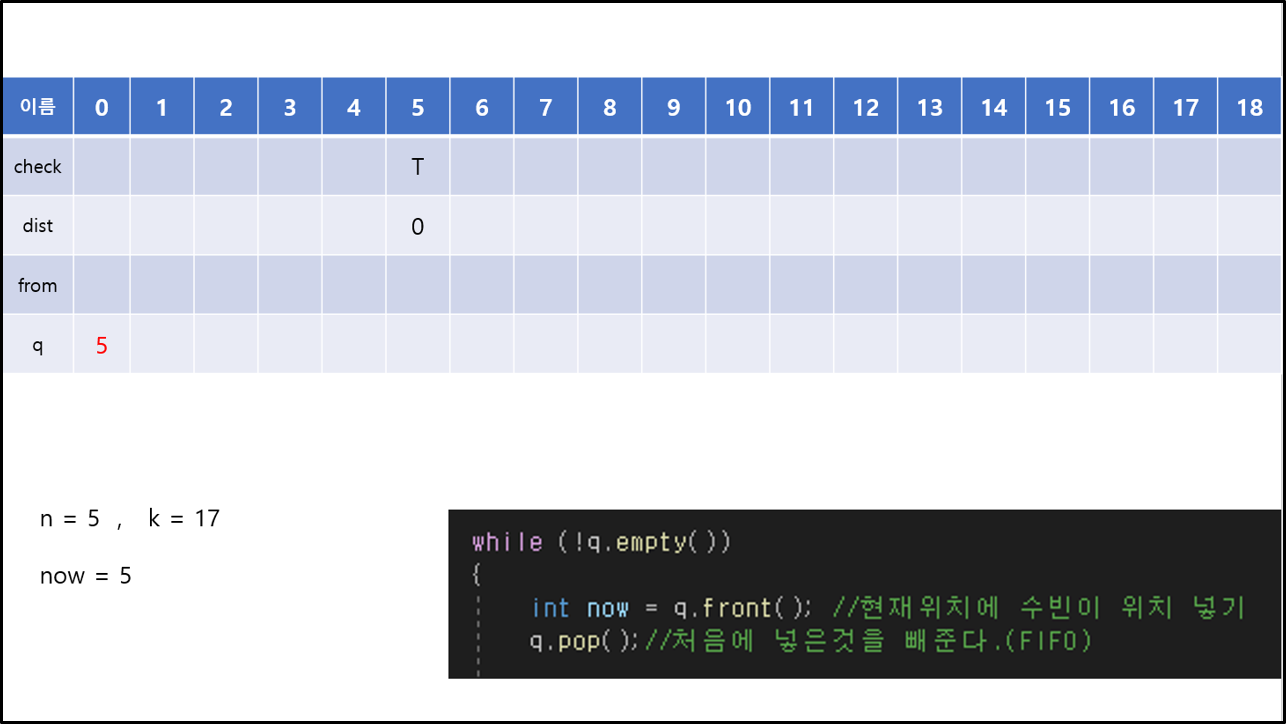 이름 0 1 2 3 4 5 6 7 8 9 10 11 12 13 14 15 16 17 18
check T
dist 0
from
q 5
n = 5 , k = 17
now = 5
while (!q.empty())
{
int now = q.front(); //현재위치에 수빈이 위치 넣기
q.pop();//처음에 넣은것을 빼준다.(FIFO)